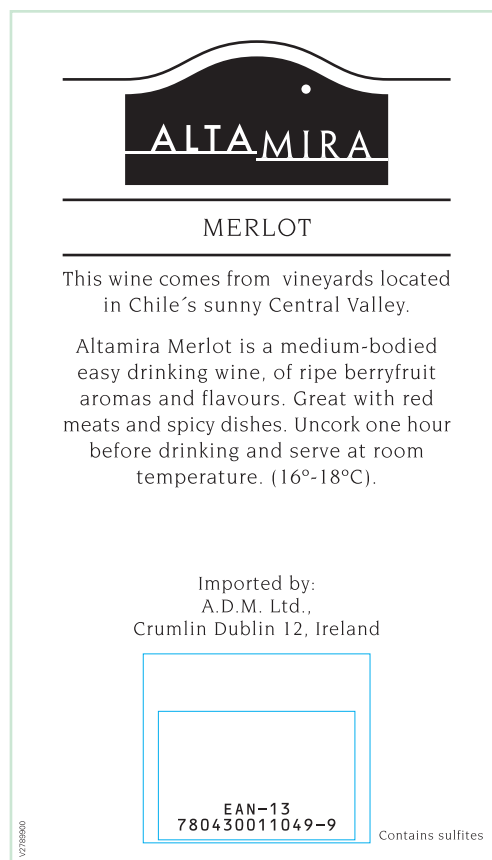 ALTAMIRA
MERLOT
This wine comes from vineyards located
in Chile´s sunny Central Valley.
Altamira Merlot is a medium-bodied
easy drinking wine, of ripe berryfruit
aromas and flavours. Great with red
meats and spicy dishes. Uncork one hour
before drinking and serve at room
temperature. (16º-18ºC).
Imported by:
A.D.M. Ltd.,
Crumlin Dublin 12, Ireland
EAN-13
780430011049-9
Contains sulfites
V2789900